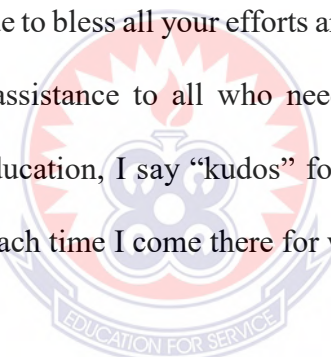 e to bless all your efforts a
assistance to all who nee
ducation, I say “kudos” fo
ach time I come there for
EDUCATION FOR SERVICE